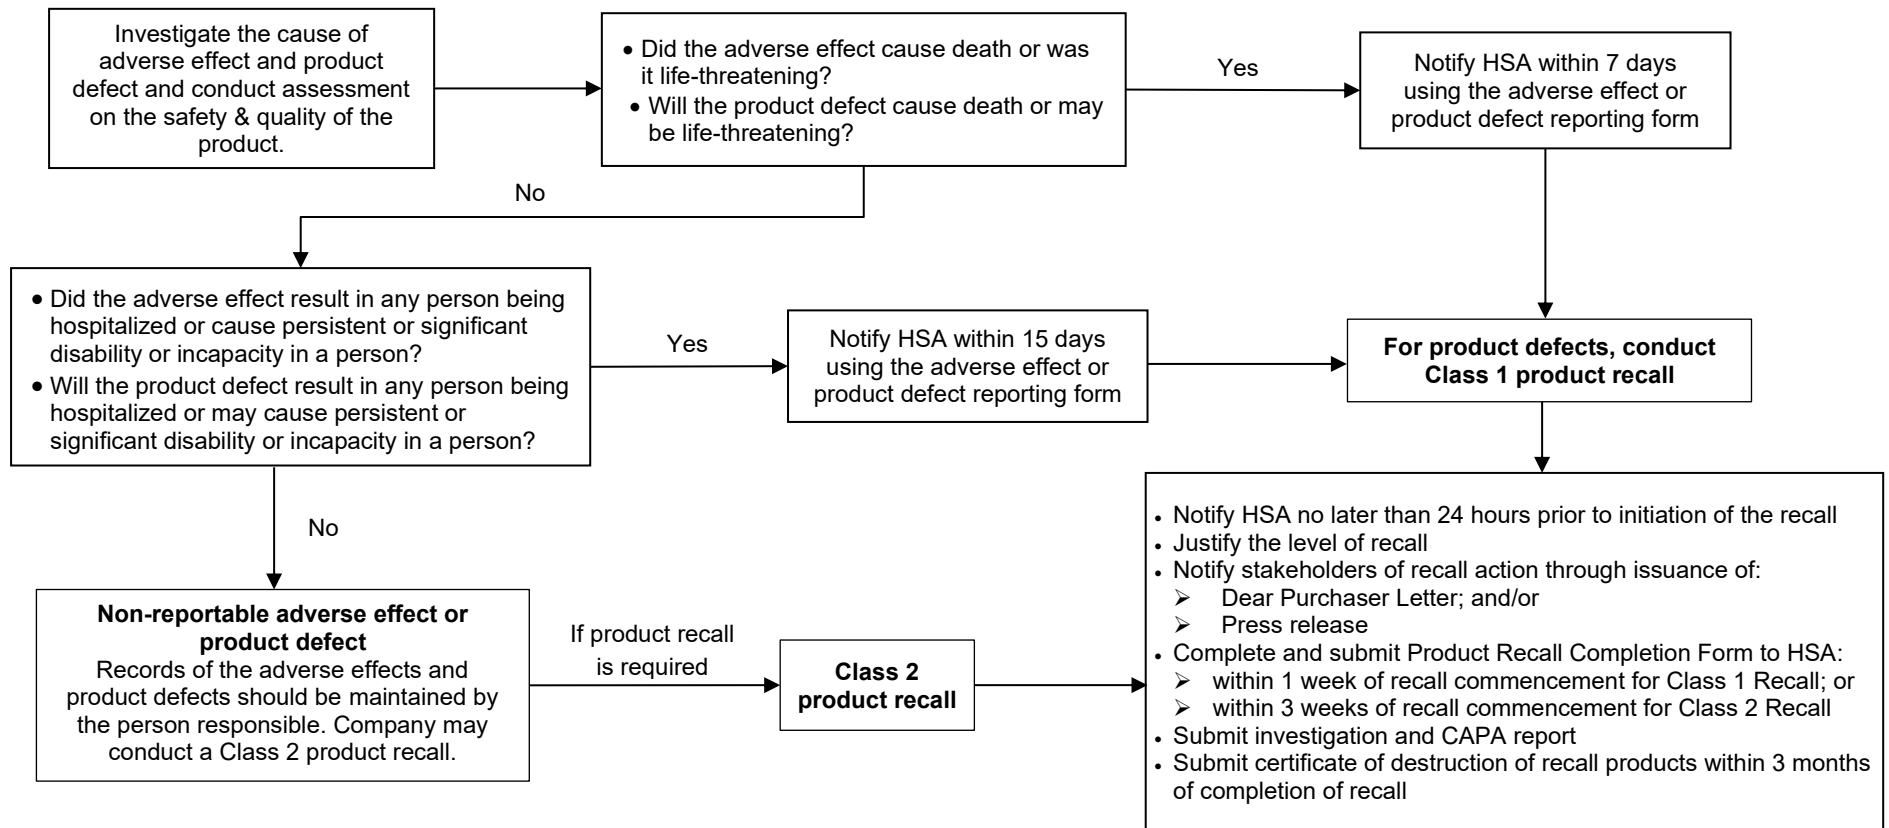 Investigate the cause of
adverse effect and product
defect and conduct assessment
on the safety & quality of the
product.
• Did the adverse effect cause death or was
it life-threatening?
• Will the product defect cause death or may
be life-threatening?
Yes
Notify HSA within 7 days
using the adverse effect or
product defect reporting form
No
• Did the adverse effect result in any person being
hospitalized or cause persistent or significant
disability or incapacity in a person?
• Will the product defect result in any person being
hospitalized or may cause persistent or
significant disability or incapacity in a person?
Yes
Notify HSA within 15 days
using the adverse effect or
product defect reporting form
For product defects, conduct
Class 1 product recall
No
Non-reportable adverse effect or
product defect
Records of the adverse effects and
product defects should be maintained by
the person responsible. Company may
conduct a Class 2 product recall.
If product recall
is required
Class 2
product recall
• Notify HSA no later than 24 hours prior to initiation of the recall
• Justify the level of recall
• Notify stakeholders of recall action through issuance of:
➢ Dear Purchaser Letter; and/or
➢ Press release
• Complete and submit Product Recall Completion Form to HSA:
➢ within 1 week of recall commencement for Class 1 Recall; or
➢ within 3 weeks of recall commencement for Class 2 Recall
• Submit investigation and CAPA report
• Submit certificate of destruction of recall products within 3 months
of completion of recall